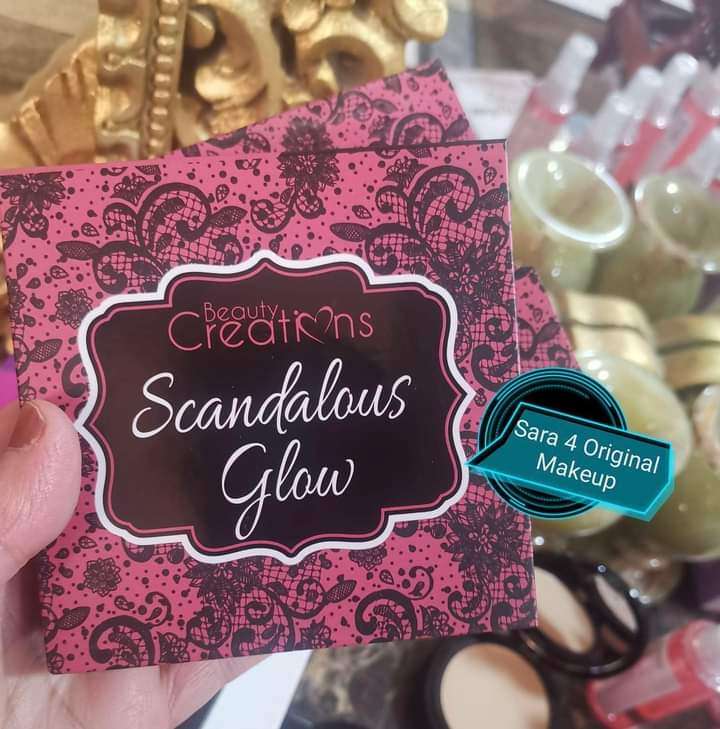 Beauty
Creations
Scandalous
Glow
Sara 4 Original
Makeup